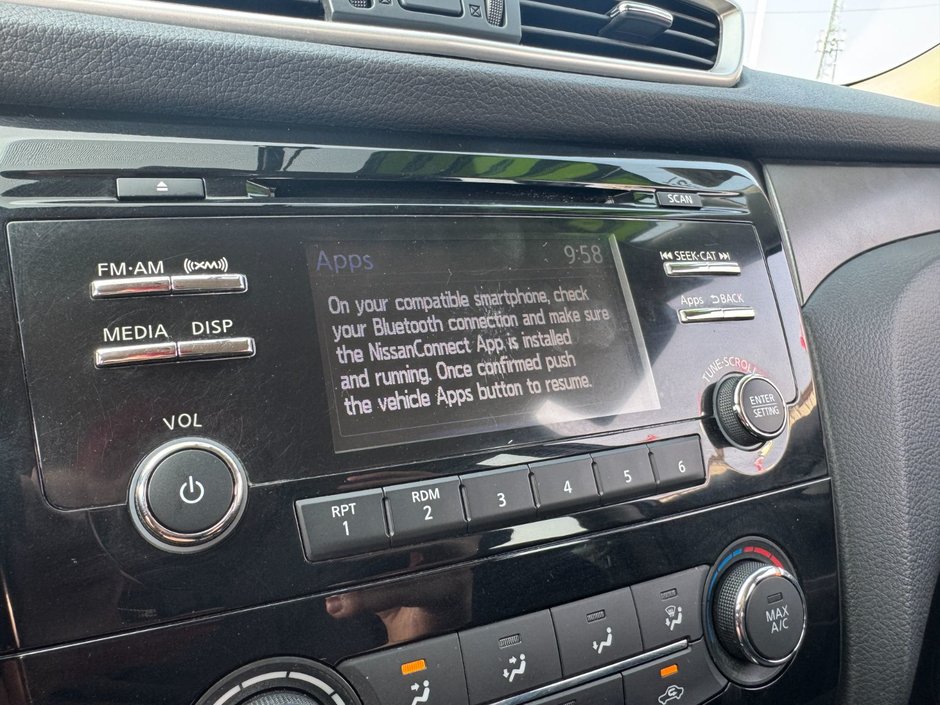 SCAN
FM·AM ((XM))
MEDIA DISP
VOL
Apps 9:58
On your compatible smartphone, check
your Bluetooth connection and make sure
the NissanConnect App is installed
and running. Once confirmed push
the vehicle Apps button to resume.
SEEK·CAT
Apps BACK
TUNE·SCROLL
ENTER
SETTING
RPT
1
RDM
2
3
4
5
6
MAX
A/C